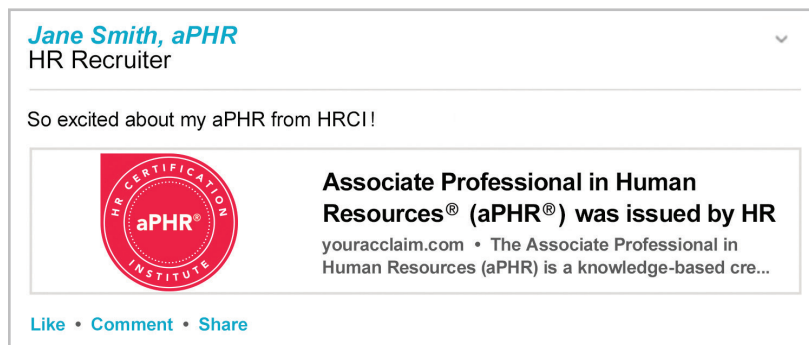 Jane Smith, aPHR
HR Recruiter
So excited about my aPHR from HRCI!
HR CERTIFICATION
aPHR®
INSTITUTE
Associate Professional in Human
Resources® (aPHR®) was issued by HR
youracclaim.com • The Associate Professional in
Human Resources (aPHR) is a knowledge-based cre...
Like • Comment • Share